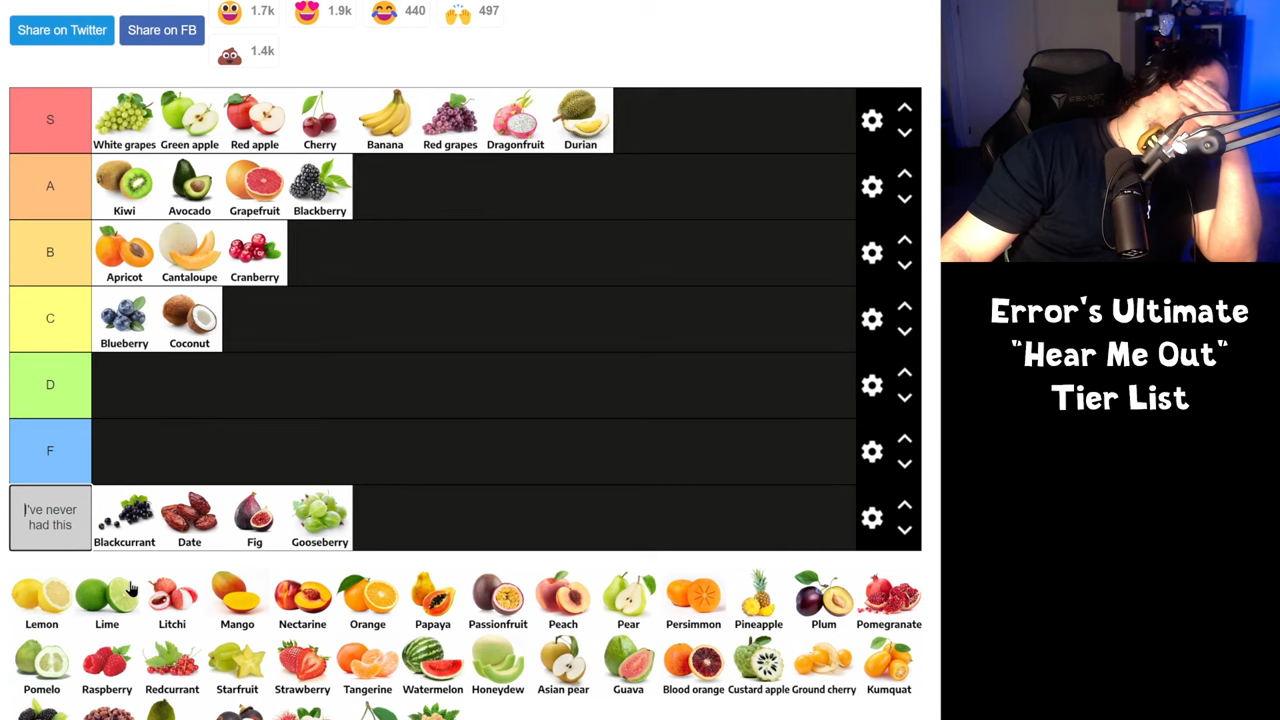 1.7k 1.9k 440 497
Share on Twitter Share on FB
1.4k
S White grapes Green apple Red apple Cherry Banana Red grapes Dragonfruit Durian
A Kiwi Avocado Grapefruit Blackberry
B Apricot Cantaloupe Cranberry
C Blueberry Coconut
D
F
I've never
had this
Blackcurrant Date Fig Gooseberry
Lemon Lime Litchi Mango Nectarine Orange Papaya Passionfruit Peach Pear Persimmon Pineapple Plum Pomegranate
Pomelo Raspberry Redcurrant Starfruit Strawberry Tangerine Watermelon Honeydew Asian pear Guava Blood orange Custard apple Ground cherry Kumquat
Error's Ultimate
"Hear Me Out"
Tier List